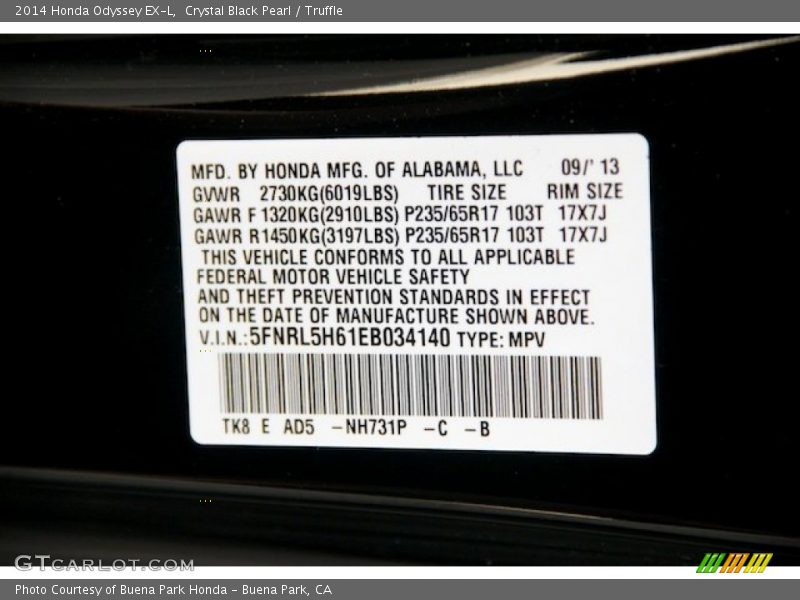 2014 Honda Odyssey EX-L, Crystal Black Pearl / Truffle
MFD. BY HONDA MFG. OF ALABAMA, LLC 09/' 13
GVWR 2730KG(6019LBS) TIRE SIZE RIM SIZE
GAWR F 1320KG(2910LBS) P235/65R17 103T 17X7J
GAWR R1450KG(3197LBS) P235/65R17 103T 17X7J
THIS VEHICLE CONFORMS TO ALL APPLICABLE
FEDERAL MOTOR VEHICLE SAFETY
AND THEFT PREVENTION STANDARDS IN EFFECT
ON THE DATE OF MANUFACTURE SHOWN ABOVE.
V.I.N.:5FNRL5H61EB034140 TYPE: MPV
TK8 E AD5 -NH731P -C -B
GTCARLOT.COM
Photo Courtesy of Buena Park Honda - Buena Park, CA